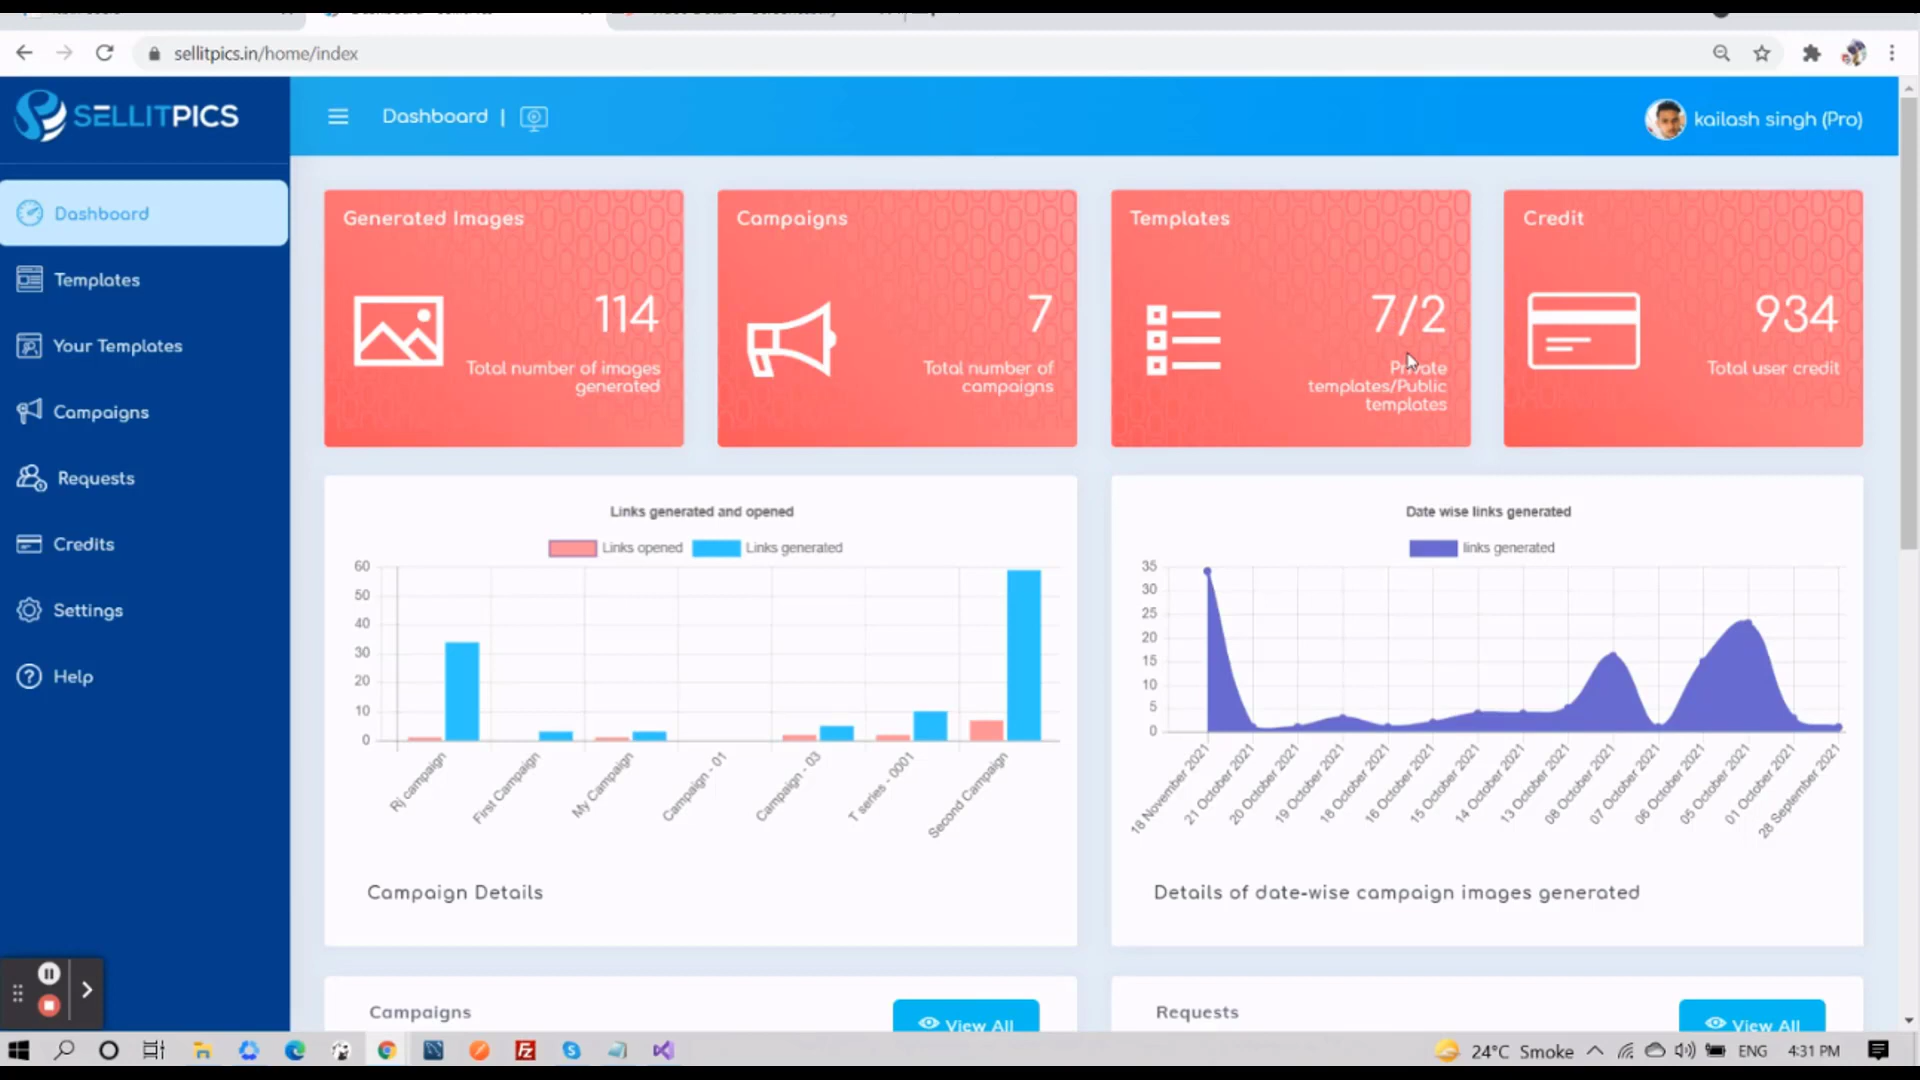 sellitpics.in/home/index
SELLITPICS
Dashboard |
kailash singh (Pro)
Dashboard
Templates
Your Templates
Campaigns
Requests
Credits
Settings
Help
Generated Images
114
Total number of images
generated
Campaigns
7
Total number of
campaigns
Templates
7/2
Private
templates/Public
templates
Credit
934
Total user credit
Links generated and opened
Links opened
Links generated
60
50
40
30
20
10
0
Rj campaign
First Campaign
My Campaign
Campaign - 01
Campaign - 03
T series - 0001
Second Campaign
Campaign Details
Date wise links generated
links generated
35
30
25
20
15
10
5
0
18 November 2021
21 October 2021
20 October 2021
19 October 2021
18 October 2021
16 October 2021
15 October 2021
14 October 2021
13 October 2021
08 October 2021
07 October 2021
06 October 2021
05 October 2021
01 October 2021
28 September 2021
Details of date-wise campaign images generated
Campaigns
View All
Requests
View All
24°C Smoke
ENG
4:31 PM